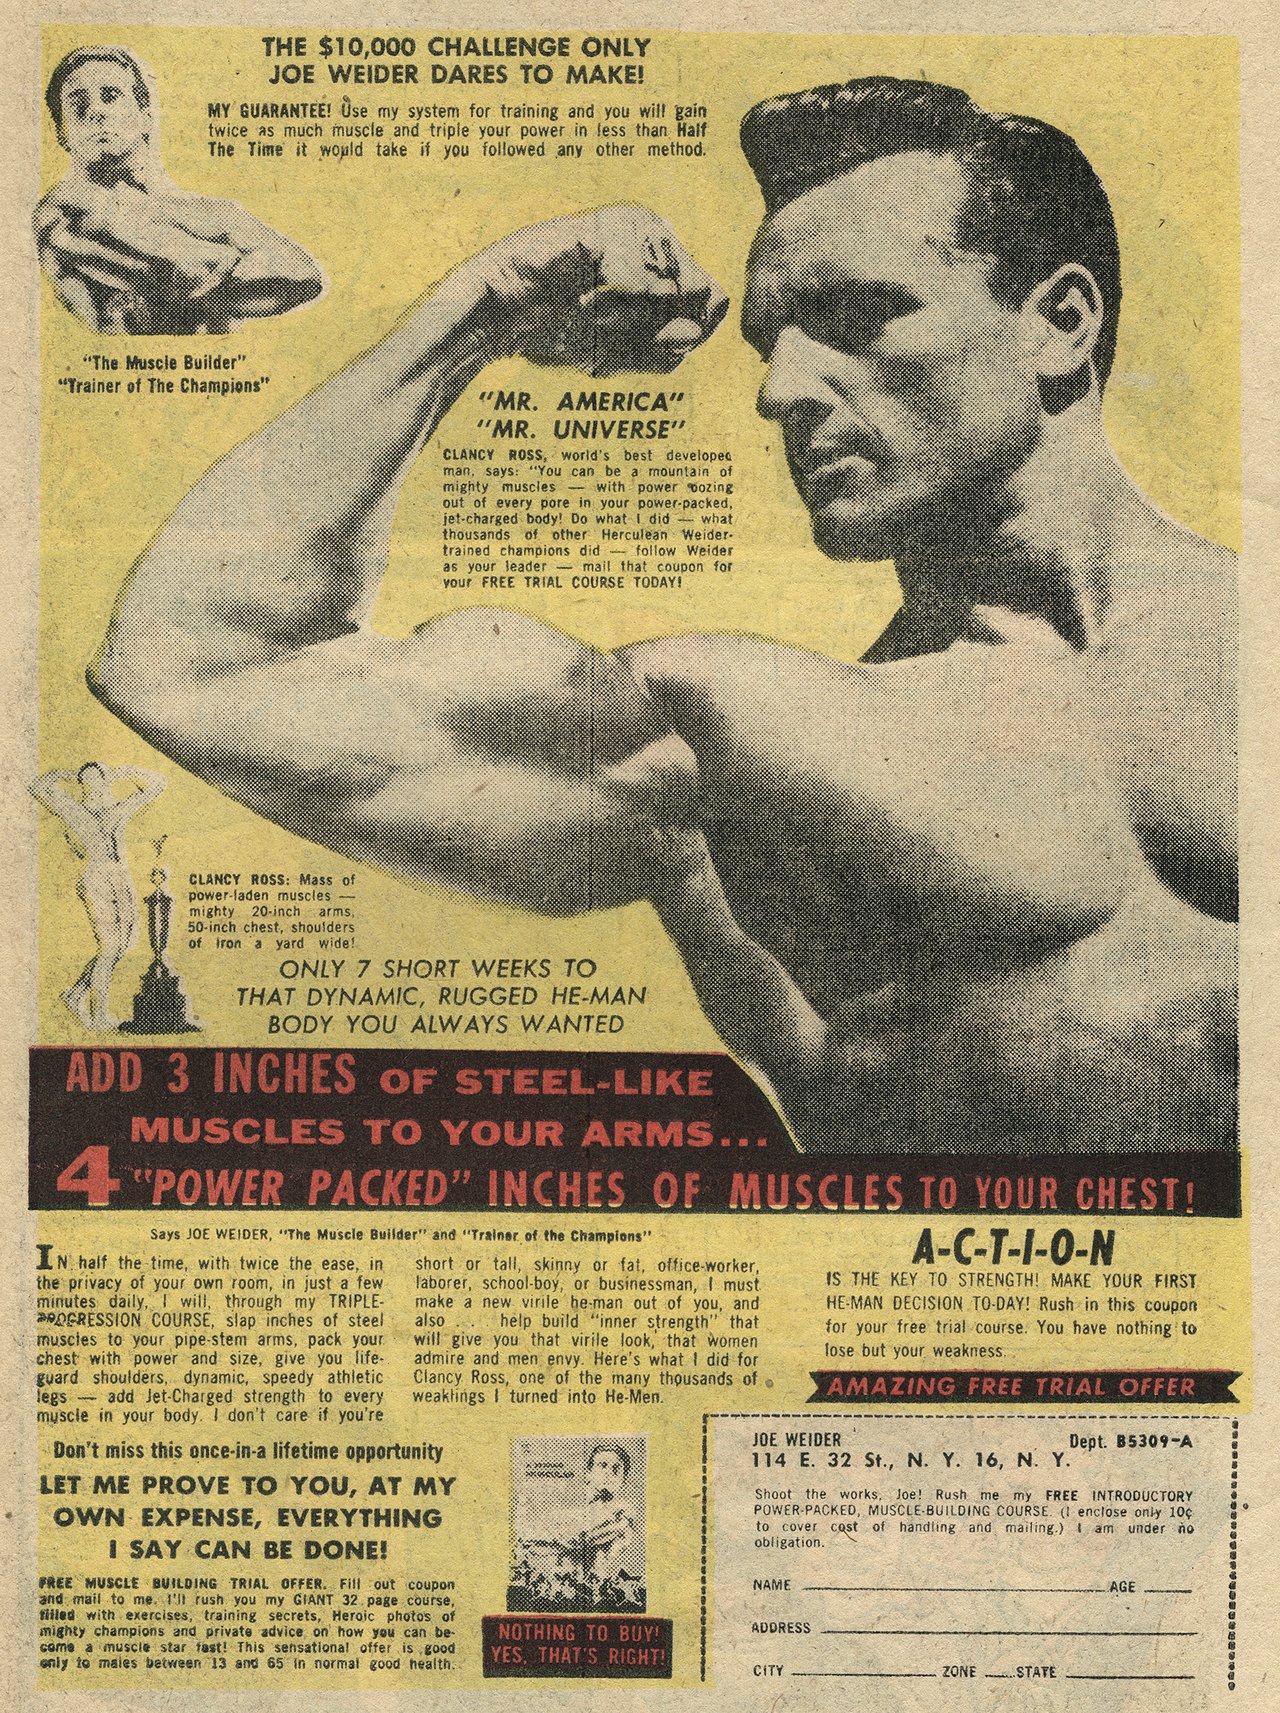 THE $10,000 CHALLENGE ONLY
JOE WEIDER DARES TO MAKE!
MY GUARANTEE! Use my system for training and you will gain
twice as much muscle and triple your power in less than Half
The Time it would take if you followed any other method.
"The Muscle Builder"
"Trainer of The Champions"
"MR. AMERICA"
"MR. UNIVERSE"
CLANCY ROSS, world's best developed
man, says: "You can be a mountain of
mighty muscles — with power oozing
out of every pore in your power-packed,
jet-charged body! Do what I did — what
thousands of other Herculean Weider-
trained champions did — follow Weider
as your leader — mail that coupon for
your FREE TRIAL COURSE TODAY!
CLANCY ROSS: Mass of
power-laden muscles —
mighty 20-inch arms,
50-inch chest, shoulders
of Iron a yard wide!
ONLY 7 SHORT WEEKS TO
THAT DYNAMIC, RUGGED HE-MAN
BODY YOU ALWAYS WANTED
ADD 3 INCHES OF STEEL-LIKE
MUSCLES TO YOUR ARMS...
4 "POWER PACKED" INCHES OF MUSCLES TO YOUR CHEST!
Says JOE WEIDER, "The Muscle Builder" and "Trainer of the Champions"
IN half the time, with twice the ease, in
the privacy of your own room, in just a few
minutes daily, I will, through my TRIPLE-
PROGRESSION COURSE, slap inches of steel
muscles to your pipe-stem arms, pack your
chest with power and size, give you life-
guard shoulders, dynamic, speedy athletic
legs — add Jet-Charged strength to every
muscle in your body. I don't care if you're
short or tall, skinny or fat, office-worker,
laborer, school-boy, or businessman, I must
make a new virile he-man out of you, and
also . . help build "inner strength" that
will give you that virile look, that women
admire and men envy. Here's what I did for
Clancy Ross, one of the many thousands of
weaklings I turned into He-Men.
A-C-T-I-O-N
IS THE KEY TO STRENGTH! MAKE YOUR FIRST
HE-MAN DECISION TO-DAY! Rush in this coupon
for your free trial course. You have nothing to
lose but your weakness.
AMAZING FREE TRIAL OFFER
Don't miss this once-in-a lifetime opportunity
LET ME PROVE TO YOU, AT MY
OWN EXPENSE, EVERYTHING
I SAY CAN BE DONE!
FREE MUSCLE BUILDING TRIAL OFFER. Fill out coupon
and mail to me. I'll rush you my GIANT 32 page course,
filled with exercises, training secrets, Heroic photos of
mighty champions and private advice on how you can be-
come a muscle star fast! This sensational offer is good
only to males between 13 and 65 in normal good health.
MUSCULAR
NOTHING TO BUY!
YES, THAT'S RIGHT!
JOE WEIDER Dept. B5309-A
114 E. 32 St., N. Y. 16, N. Y.
Shoot the works, Joe! Rush me my FREE INTRODUCTORY
POWER-PACKED, MUSCLE-BUILDING COURSE. (I enclose only 10¢
to cover cost of handling and mailing.) I am under no
obligation.
NAME AGE
ADDRESS
CITY ZONE STATE